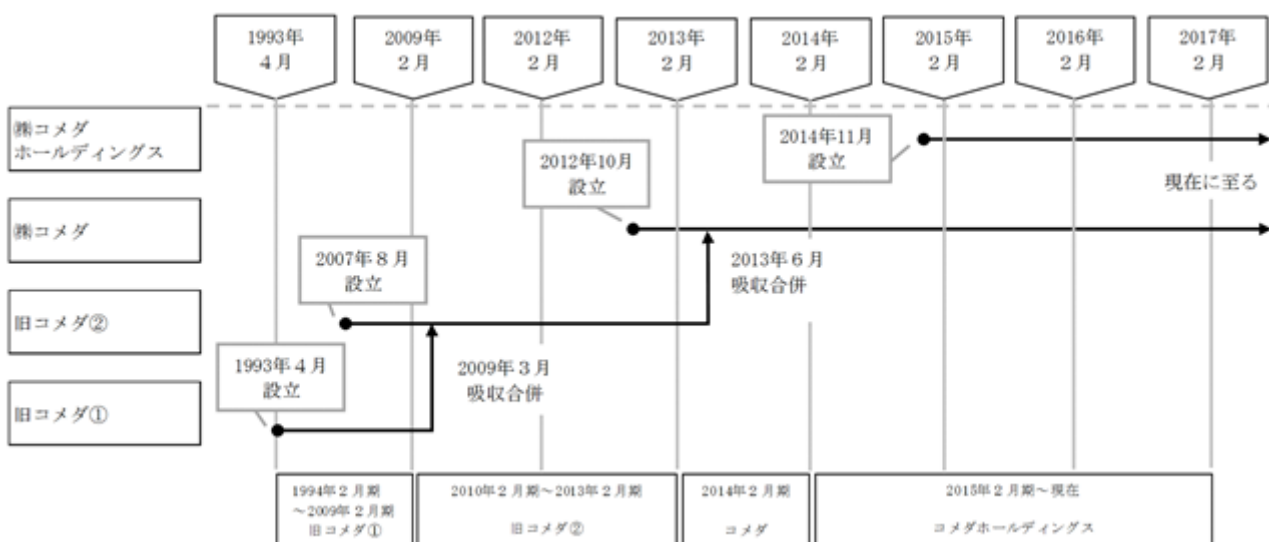 1993年
4月
2009年
2月
2012年
2月
2013年
2月
2014年
2月
2015年
2月
2016年
2月
2017年
2月
㈱コメダ
ホールディングス
2014年11月
設立
現在に至る
2012年10月
設立
㈱コメダ
2007年8月
設立
2013年6月
吸収合併
旧コメダ②
1993年4月
設立
2009年3月
吸収合併
旧コメダ①
1994年2月期
～2009年2月期
旧コメダ①
2010年2月期～2013年2月期
旧コメダ②
2014年2月期
コメダ
2015年2月期～現在
コメダホールディングス